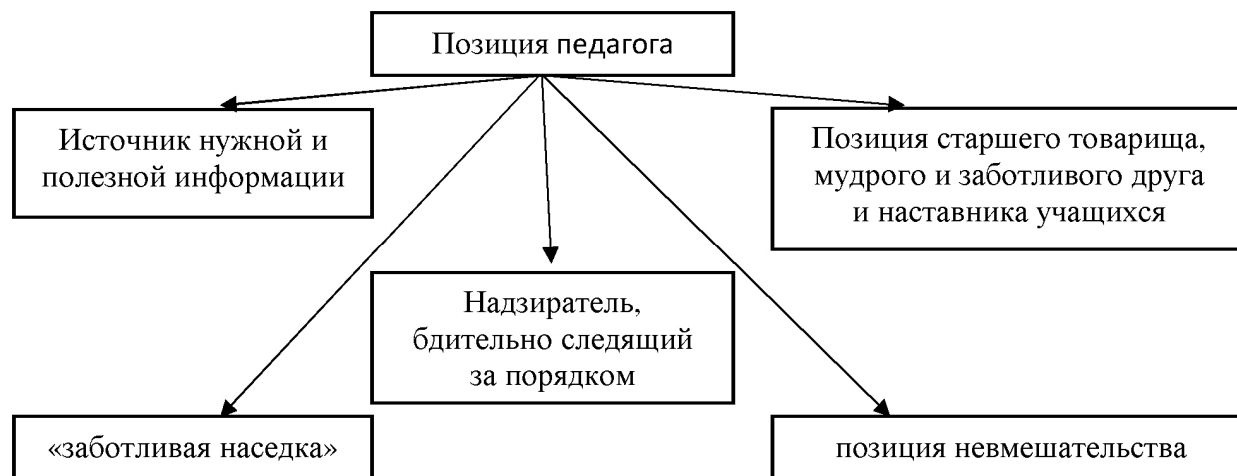 Позиция педагога
Источник нужной и
полезной информации
Позиция старшего товарища,
мудрого и заботливого друга
и наставника учащихся
Надзиратель,
бдительно следящий
за порядком
«заботливая наседка»
позиция невмешательства